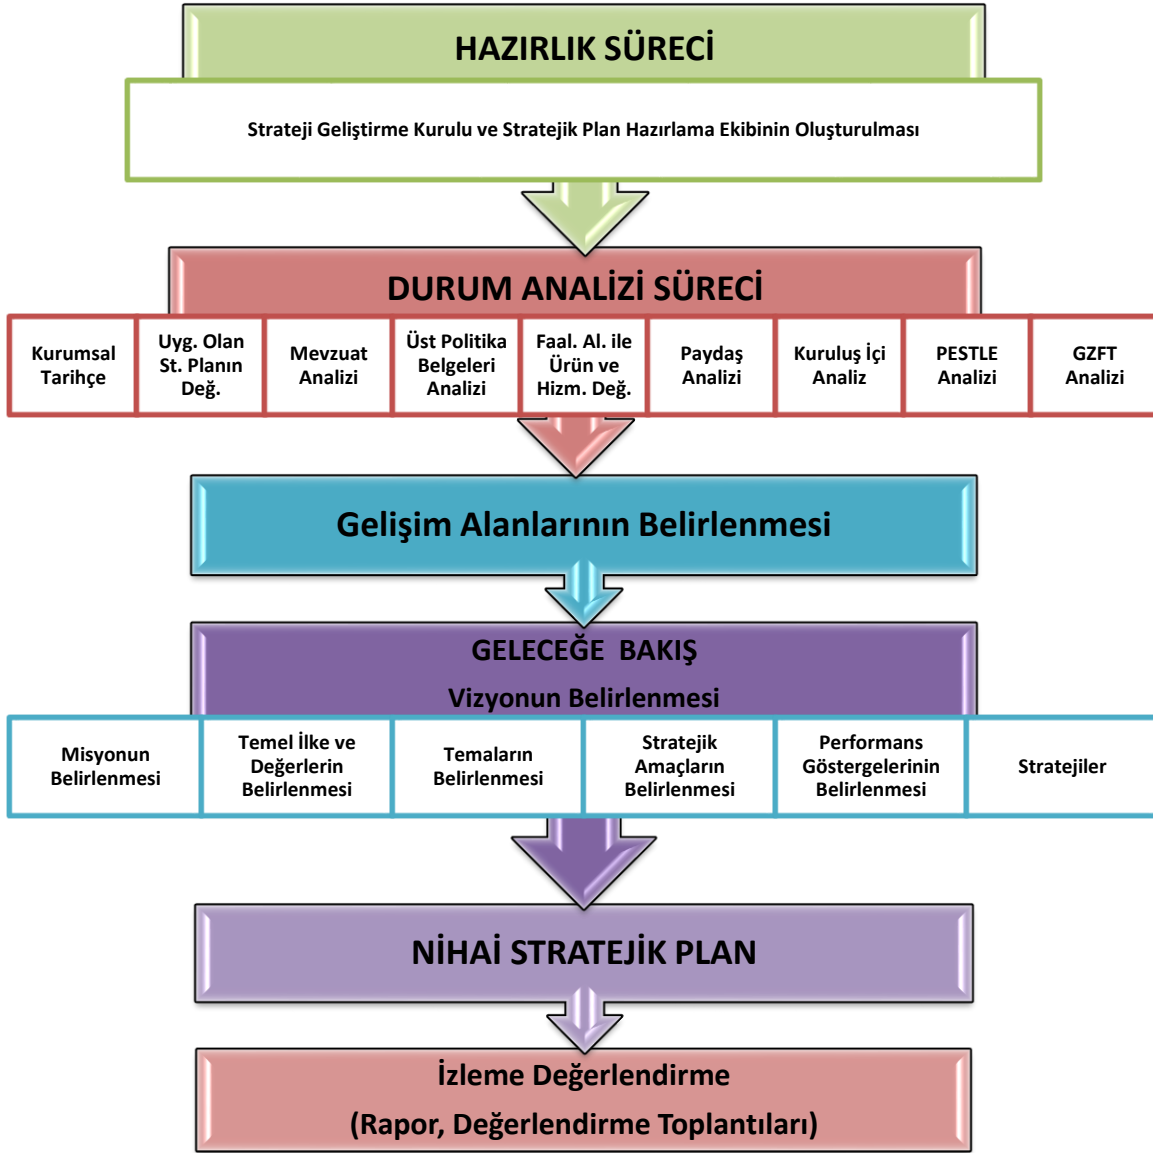 HAZIRLIK SÜRECİ
Strateji Geliştirme Kurulu ve Stratejik Plan Hazırlama Ekibinin Oluşturulması
DURUM ANALİZİ SÜRECİ
Kurumsal
Tarihçe
Uyg. Olan
St. Planın
Değ.
Mevzuat
Analizi
Üst Politika
Belgeleri
Analizi
Faal. Al. ile
Ürün ve
Hizm. Değ.
Paydaş
Analizi
Kuruluş İçi
Analiz
PESTLE
Analizi
GZFT
Analizi
Gelişim Alanlarının Belirlenmesi
GELECEĞE BAKIŞ
Vizyonun Belirlenmesi
Misyonun
Belirlenmesi
Temel İlke ve
Değerlerin
Belirlenmesi
Temaların
Belirlenmesi
Stratejik
Amaçların
Belirlenmesi
Performans
Göstergelerinin
Belirlenmesi
Stratejiler
NİHAİ STRATEJİK PLAN
İzleme Değerlendirme
(Rapor, Değerlendirme Toplantıları)